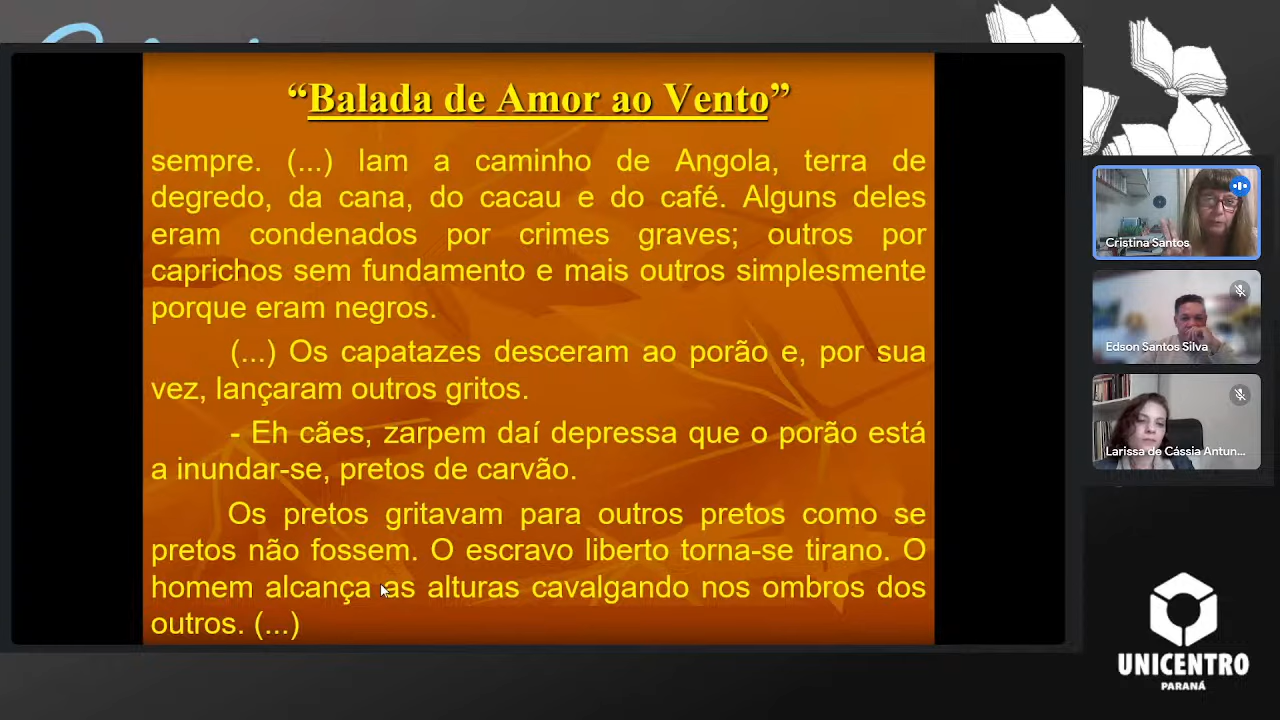 “Balada de Amor ao Vento”
sempre. (...) Iam a caminho de Angola, terra de
degredo, da cana, do cacau e do café. Alguns deles
eram condenados por crimes graves; outros por
caprichos sem fundamento e mais outros simplesmente
porque eram negros.
(...) Os capatazes desceram ao porão e, por sua
vez, lançaram outros gritos.
- Eh cães, zarpem daí depressa que o porão está
a inundar-se, pretos de carvão.
Os pretos gritavam para outros pretos como se
pretos não fossem. O escravo liberto torna-se tirano. O
homem alcança as alturas cavalgando nos ombros dos
outros. (...)
Cristina Santos
Edson Santos Silva
Larissa de Cássia Antun...
UNICENTRO
PARANÁ